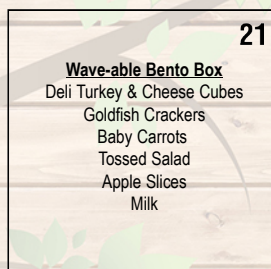 21
Wave-able Bento Box
Deli Turkey & Cheese Cubes
Goldfish Crackers
Baby Carrots
Tossed Salad
Apple Slices
Milk